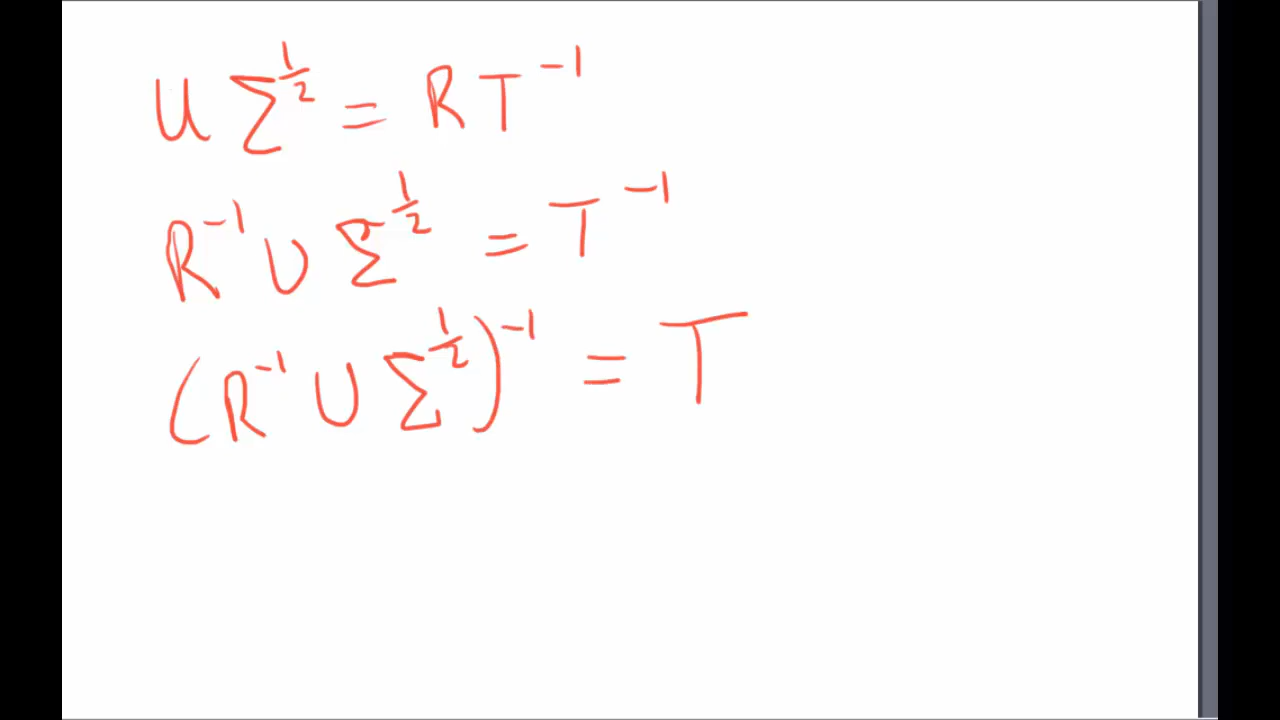 U Σ^{1/2} = R T^{-1}
R^{-1} U Σ^{1/2} = T^{-1}
(R^{-1} U Σ^{1/2})^{-1} = T